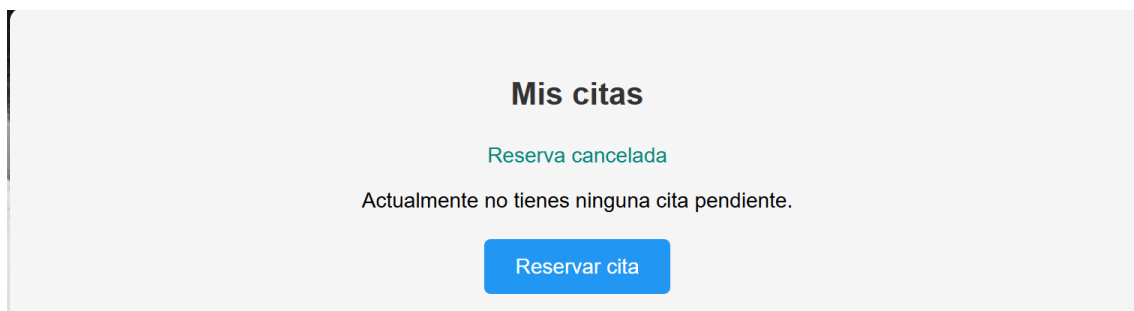 Mis citas
Reserva cancelada
Actualmente no tienes ninguna cita pendiente.
Reservar cita